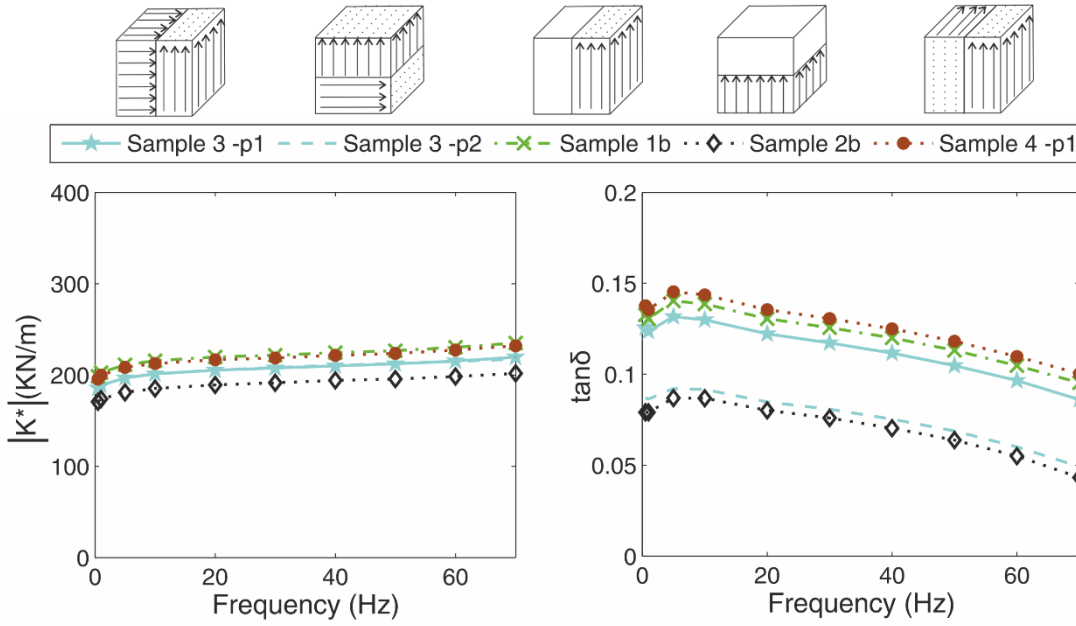 Sample 3 -p1 Sample 3 -p2 Sample 1b Sample 2b Sample 4 -p1
400
300
200
100
0
|K*|(KN/m)
0 20 40 60
Frequency (Hz)
0.2
0.15
0.1
0.05
0
tanδ
0 20 40 60
Frequency (Hz)